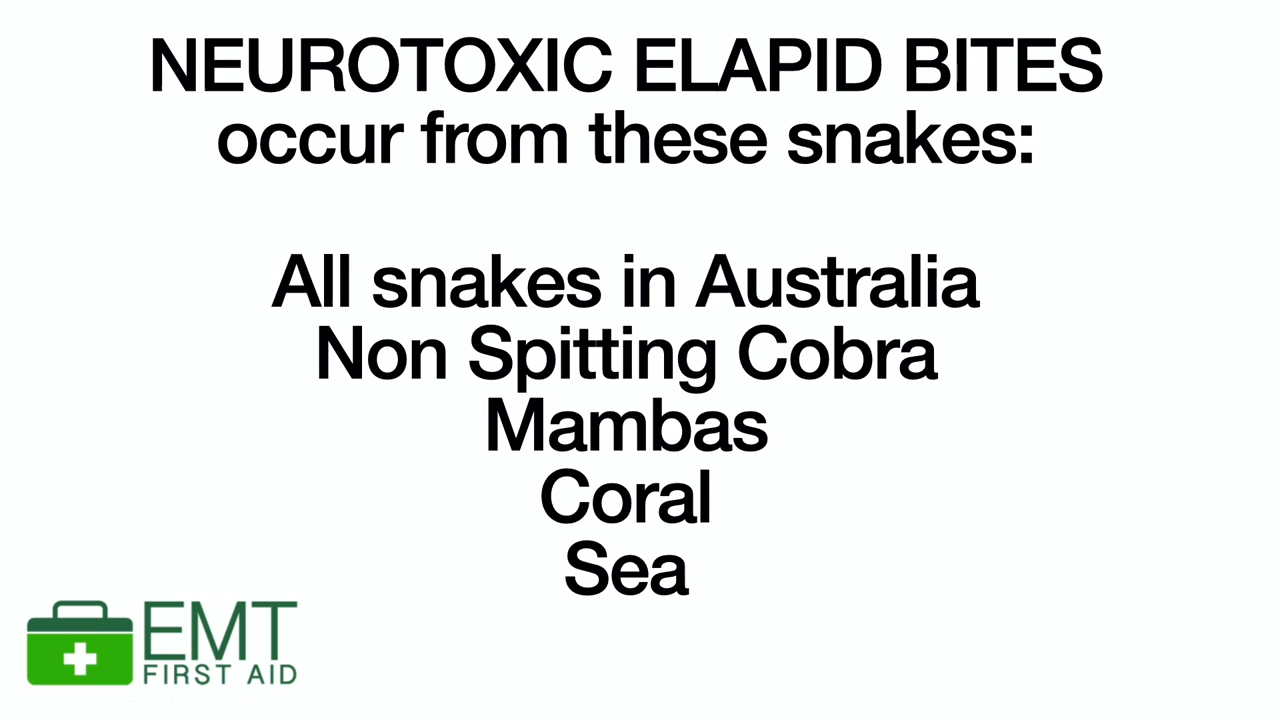 NEUROTOXIC ELAPID BITES
occur from these snakes:
All snakes in Australia
Non Spitting Cobra
Mambas
Coral
Sea
EMT
FIRST AID